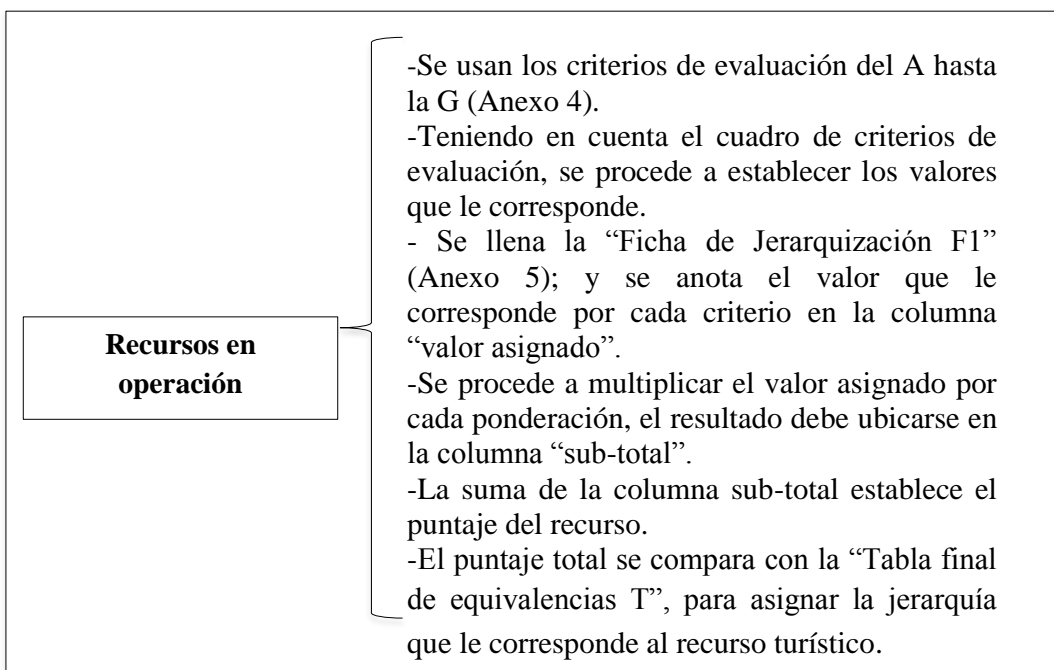 Recursos en
operación
-Se usan los criterios de evaluación del A hasta
la G (Anexo 4).
-Teniendo en cuenta el cuadro de criterios de
evaluación, se procede a establecer los valores
que le corresponde.
- Se llena la “Ficha de Jerarquización F1”
(Anexo 5); y se anota el valor que le
corresponde por cada criterio en la columna
“valor asignado”.
-Se procede a multiplicar el valor asignado por
cada ponderación, el resultado debe ubicarse en
la columna “sub-total”.
-La suma de la columna sub-total establece el
puntaje del recurso.
-El puntaje total se compara con la “Tabla final
de equivalencias T”, para asignar la jerarquía
que le corresponde al recurso turístico.